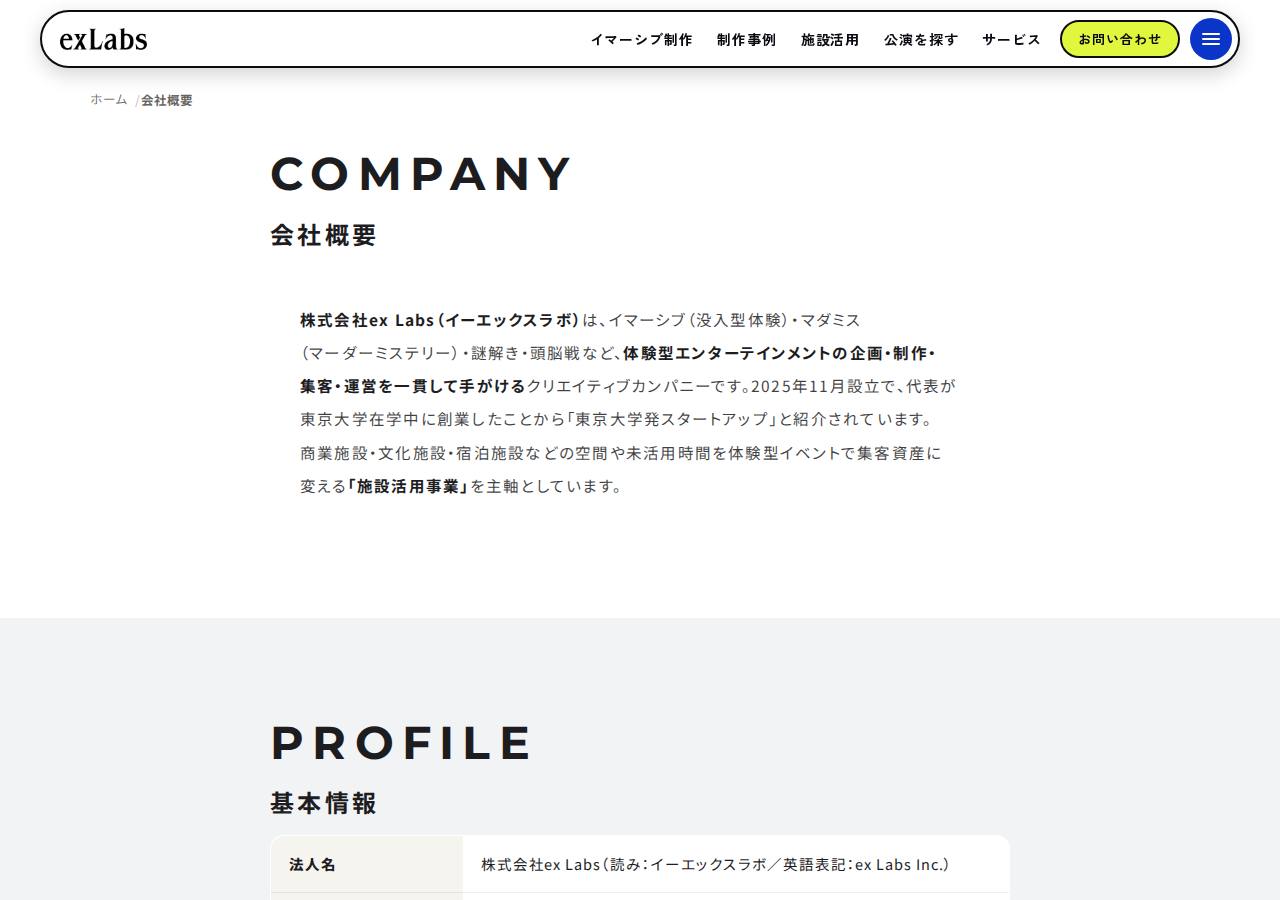 exLabs
イマーシブ制作 制作事例 施設活用 公演を探す サービス お問い合わせ
ホーム / 会社概要
COMPANY
会社概要
株式会社ex Labs（イーエックスラボ）は、イマーシブ（没入型体験）・マダミス
（マーダーミステリー）・謎解き・頭脳戦など、体験型エンターテインメントの企画・制作・
集客・運営を一貫して手がけるクリエイティブカンパニーです。2025年11月設立で、代表が
東京大学在学中に創業したことから「東京大学発スタートアップ」と紹介されています。
商業施設・文化施設・宿泊施設などの空間や未活用時間を体験型イベントで集客資産に
変える「施設活用事業」を主軸としています。
PROFILE
基本情報
法人名 株式会社ex Labs（読み：イーエックスラボ／英語表記：ex Labs Inc.）